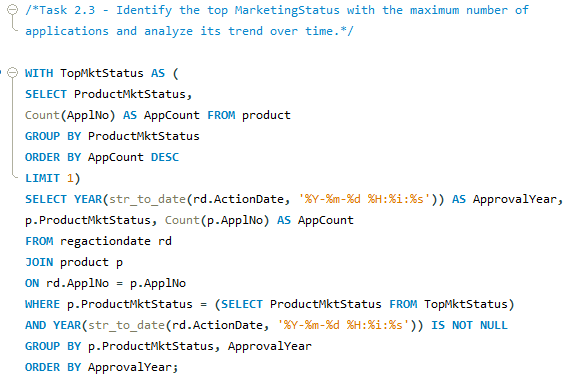 /*Task 2.3 - Identify the top MarketingStatus with the maximum number of
applications and analyze its trend over time.*/
WITH TopMktStatus AS (
SELECT ProductMktStatus,
Count(ApplNo) AS AppCount FROM product
GROUP BY ProductMktStatus
ORDER BY AppCount DESC
LIMIT 1)
SELECT YEAR(str_to_date(rd.ActionDate, '%Y-%m-%d %H:%i:%s')) AS ApprovalYear,
p.ProductMktStatus, Count(p.ApplNo) AS AppCount
FROM regactiondate rd
JOIN product p
ON rd.ApplNo = p.ApplNo
WHERE p.ProductMktStatus = (SELECT ProductMktStatus FROM TopMktStatus)
AND YEAR(str_to_date(rd.ActionDate, '%Y-%m-%d %H:%i:%s')) IS NOT NULL
GROUP BY p.ProductMktStatus, ApprovalYear
ORDER BY ApprovalYear;